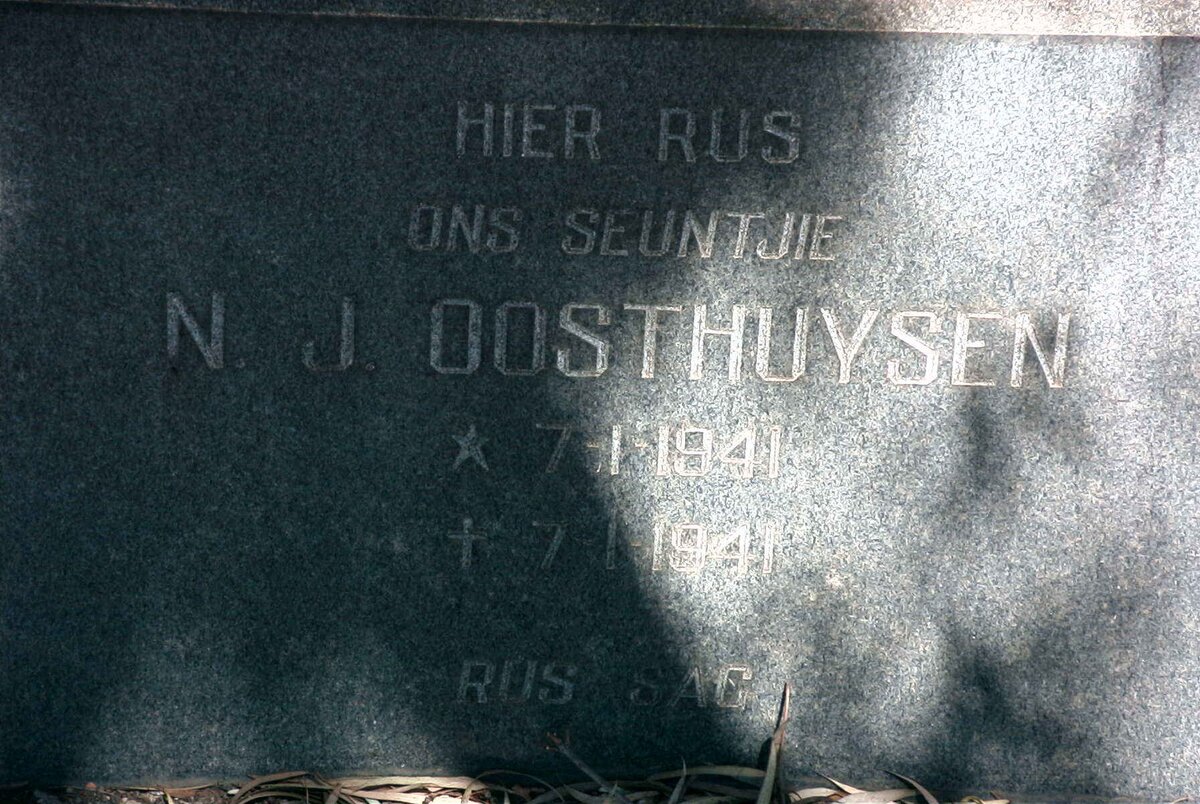 HIER RUS
ONS SEUNTJIE
N. J. OOSTHUYSEN
★ 7-1-1941
✝ 7-1-1941
RUS SAG